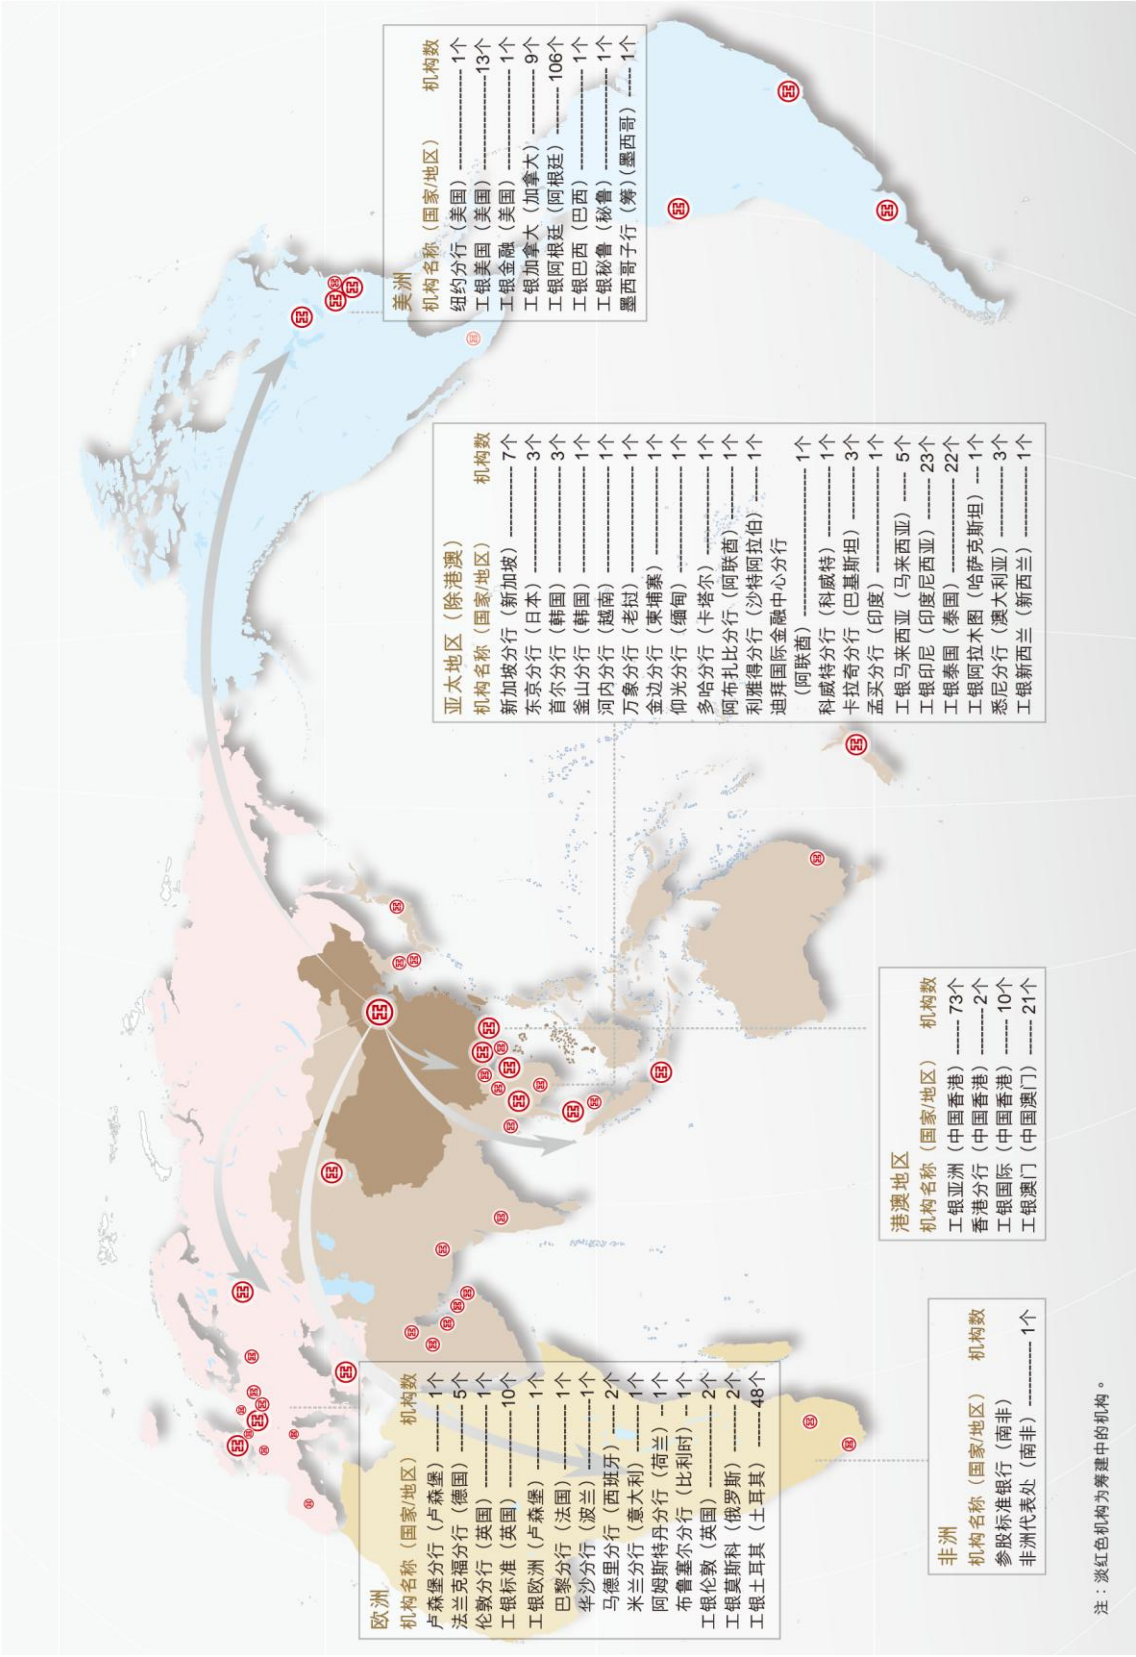 欧洲
机构名称（国家/地区） 机构数
卢森堡分行（卢森堡）----------1个
法兰克福分行（德国）----------5个
伦敦分行（英国）--------------1个
工银标准（英国）-------------10个
工银欧洲（卢森堡）------------1个
巴黎分行（法国）--------------1个
华沙分行（波兰）--------------1个
马德里分行（西班牙）----------2个
米兰分行（意大利）------------1个
阿姆斯特丹分行（荷兰）--------1个
布鲁塞尔分行（比利时）--------1个
工银伦敦（英国）--------------2个
工银莫斯科（俄罗斯）----------2个
工银土耳其（土耳其）---------48个
非洲
机构名称（国家/地区） 机构数
参股标准银行（南非）
非洲代表处（南非）------------1个
港澳地区
机构名称（国家/地区） 机构数
工银亚洲（中国香港）------73个
香港分行（中国香港）-------2个
工银国际（中国香港）------10个
工银澳门（中国澳门）------21个
亚太地区（除港澳）
机构名称（国家/地区） 机构数
新加坡分行（新加坡）----------7个
东京分行（日本）--------------3个
首尔分行（韩国）--------------3个
釜山分行（韩国）--------------1个
河内分行（越南）--------------1个
万象分行（老挝）--------------1个
金边分行（柬埔寨）------------1个
仰光分行（缅甸）--------------1个
多哈分行（卡塔尔）------------1个
阿布扎比分行（阿联酋）--------1个
利雅得分行（沙特阿拉伯）------1个
迪拜国际金融中心分行
（阿联酋）--------------------1个
科威特分行（科威特）----------1个
卡拉奇分行（巴基斯坦）--------3个
孟买分行（印度）--------------1个
工银马来西亚（马来西亚）------5个
工银印尼（印度尼西亚）-------23个
工银泰国（泰国）-------------22个
工银阿拉木图（哈萨克斯坦）----1个
悉尼分行（澳大利亚）----------3个
工银新西兰（新西兰）----------1个
美洲
机构名称（国家/地区） 机构数
纽约分行（美国）--------------1个
工银美国（美国）-------------13个
工银金融（美国）--------------1个
工银加拿大（加拿大）----------9个
工银阿根廷（阿根廷）--------106个
工银巴西（巴西）--------------1个
工银秘鲁（秘鲁）--------------1个
墨西哥子行（筹）（墨西哥）----1个
注：淡红色机构为筹建中的机构。